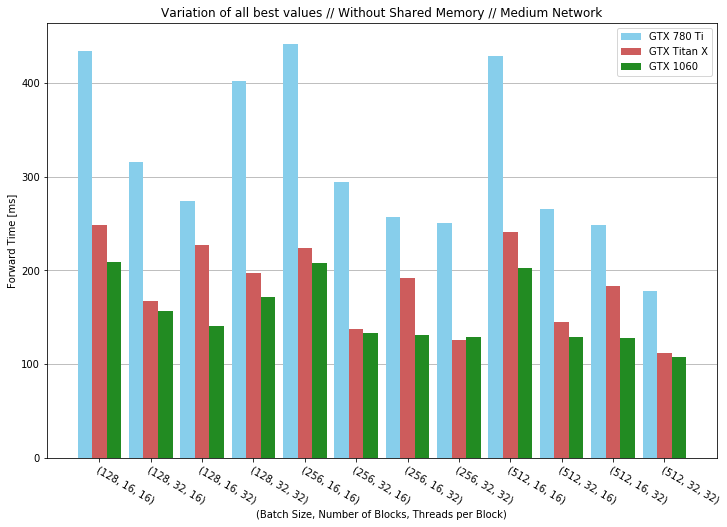 Variation of all best values // Without Shared Memory // Medium Network
GTX 780 Ti
GTX Titan X
GTX 1060
Forward Time [ms]
400
300
200
100
0
(128, 16, 16)
(128, 32, 16)
(128, 16, 32)
(128, 32, 32)
(256, 16, 16)
(256, 32, 16)
(256, 16, 32)
(256, 32, 32)
(512, 16, 16)
(512, 32, 16)
(512, 16, 32)
(512, 32, 32)
(Batch Size, Number of Blocks, Threads per Block)